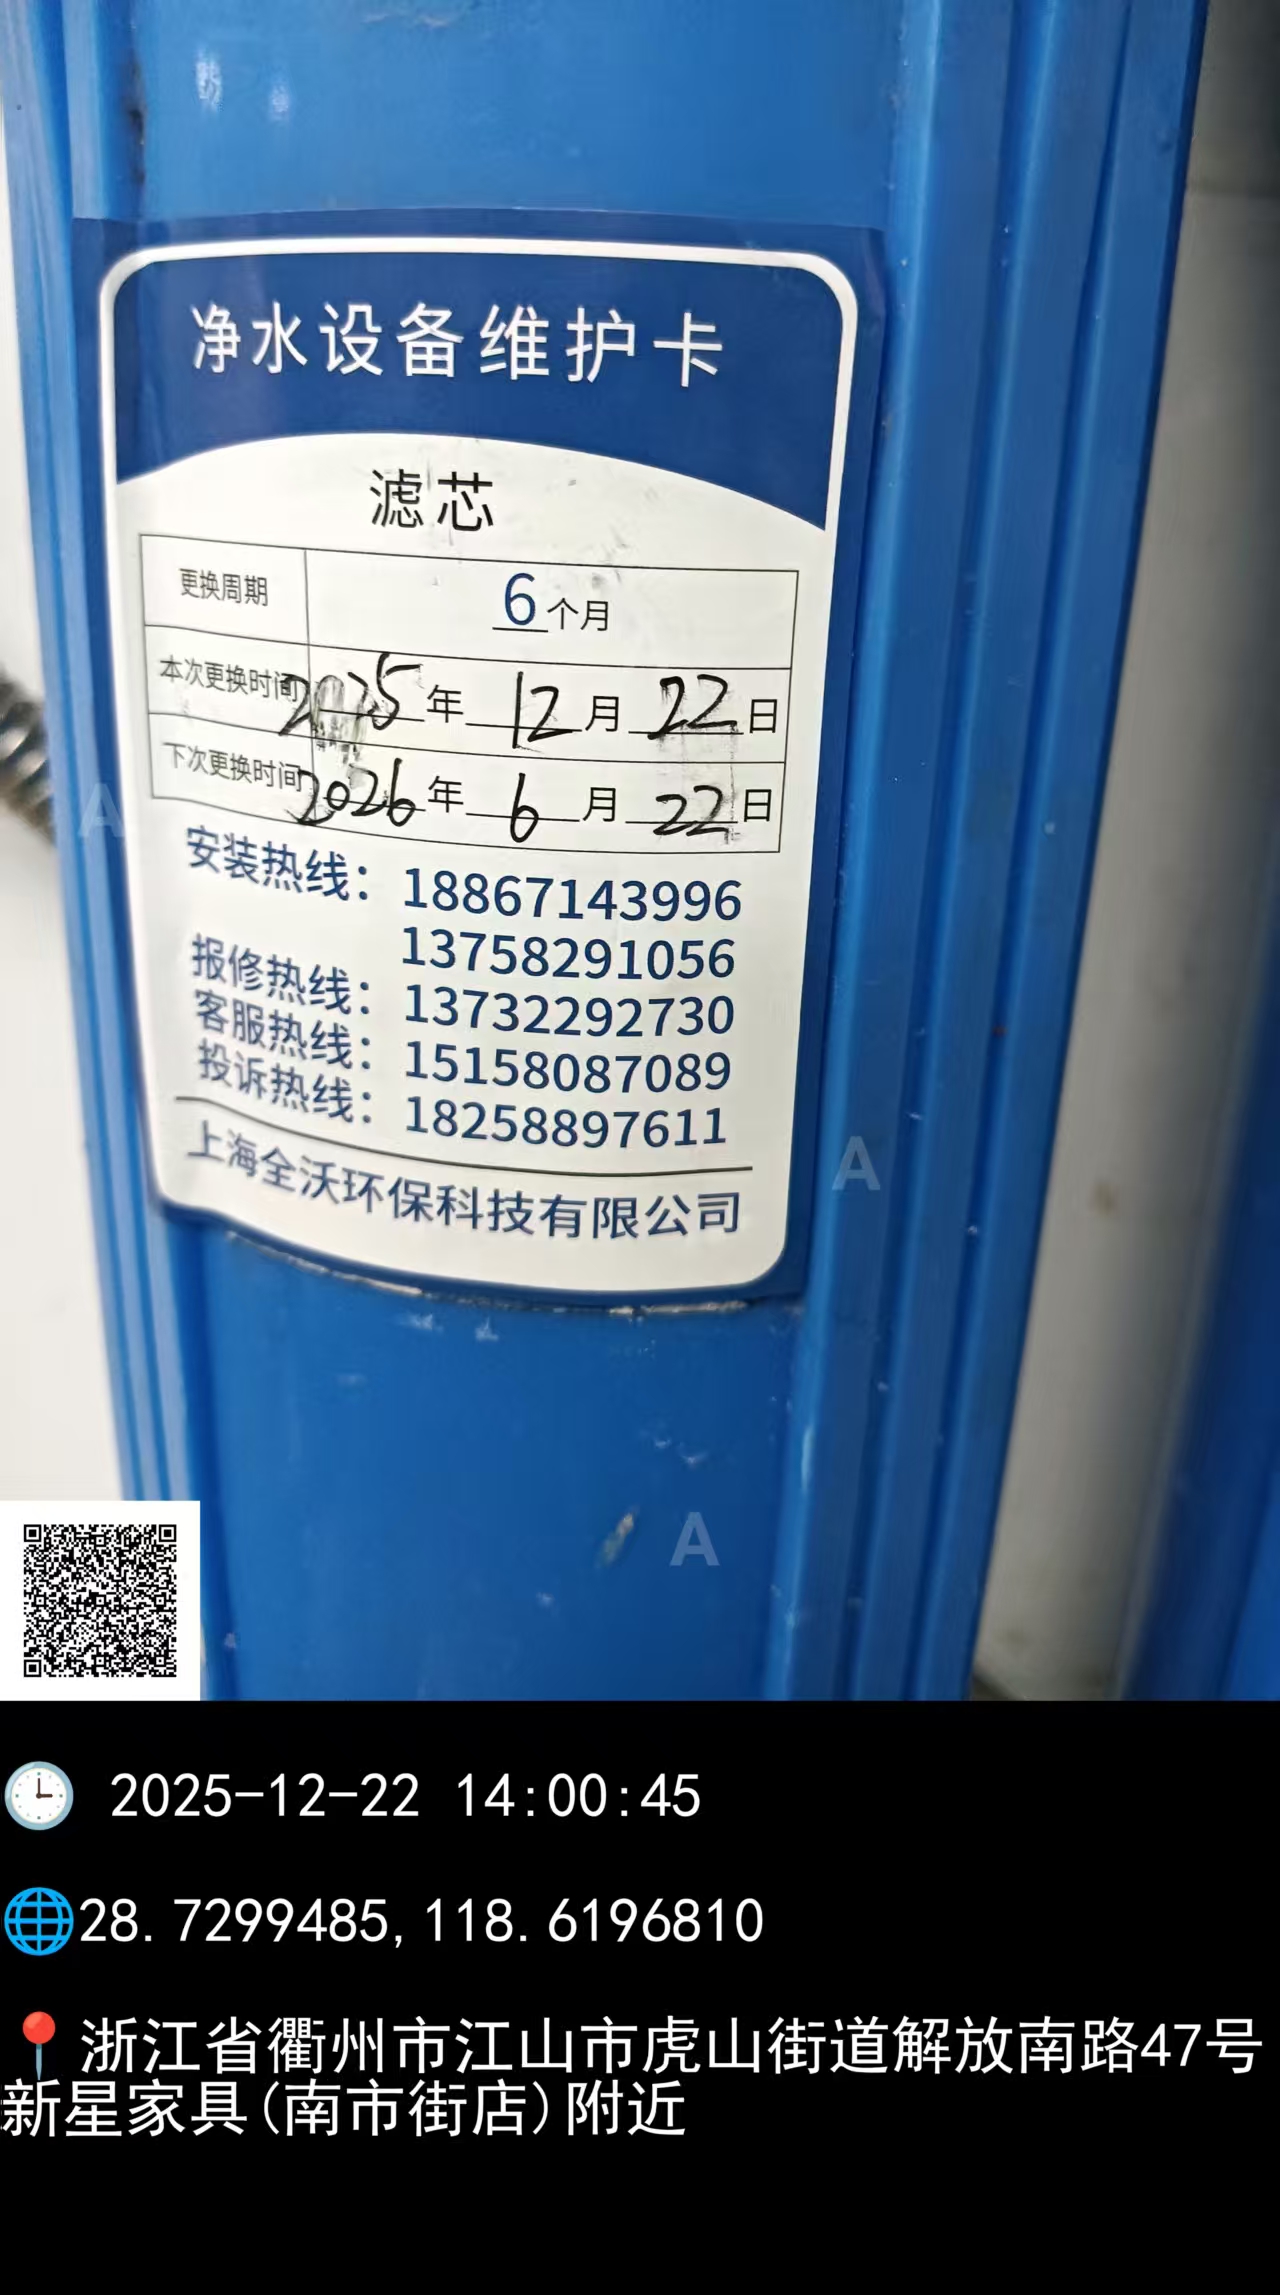 净水设备维护卡
滤芯
更换周期 6个月
本次更换时间 2025年12月22日
下次更换时间 2026年6月22日
安装热线：18867143996
13758291056
报修热线：13732292730
客服热线：15158087089
投诉热线：18258897611
上海全沃环保科技有限公司
A
A
A
2025-12-22 14:00:45
28.7299485,118.6196810
浙江省衢州市江山市虎山街道解放南路47号
新星家具(南市街店)附近